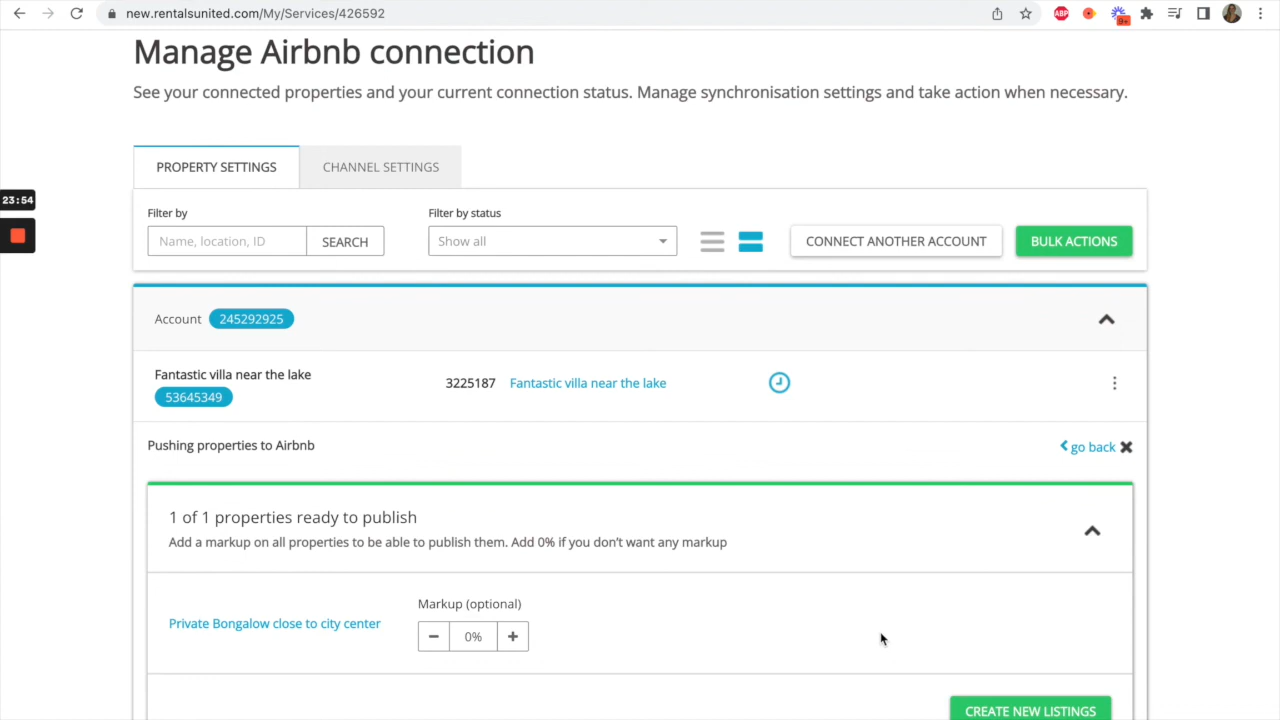 new.rentalsunited.com/My/Services/426592
ABP
9+
Manage Airbnb connection
See your connected properties and your current connection status. Manage synchronisation settings and take action when necessary.
PROPERTY SETTINGS
CHANNEL SETTINGS
23:54
Filter by
Filter by status
Name, location, ID
SEARCH
Show all
CONNECT ANOTHER ACCOUNT
BULK ACTIONS
Account 245292925
Fantastic villa near the lake
53645349
3225187 Fantastic villa near the lake
Pushing properties to Airbnb
go back
1 of 1 properties ready to publish
Add a markup on all properties to be able to publish them. Add 0% if you don't want any markup
Markup (optional)
Private Bongalow close to city center
− 0% +
CREATE NEW LISTINGS